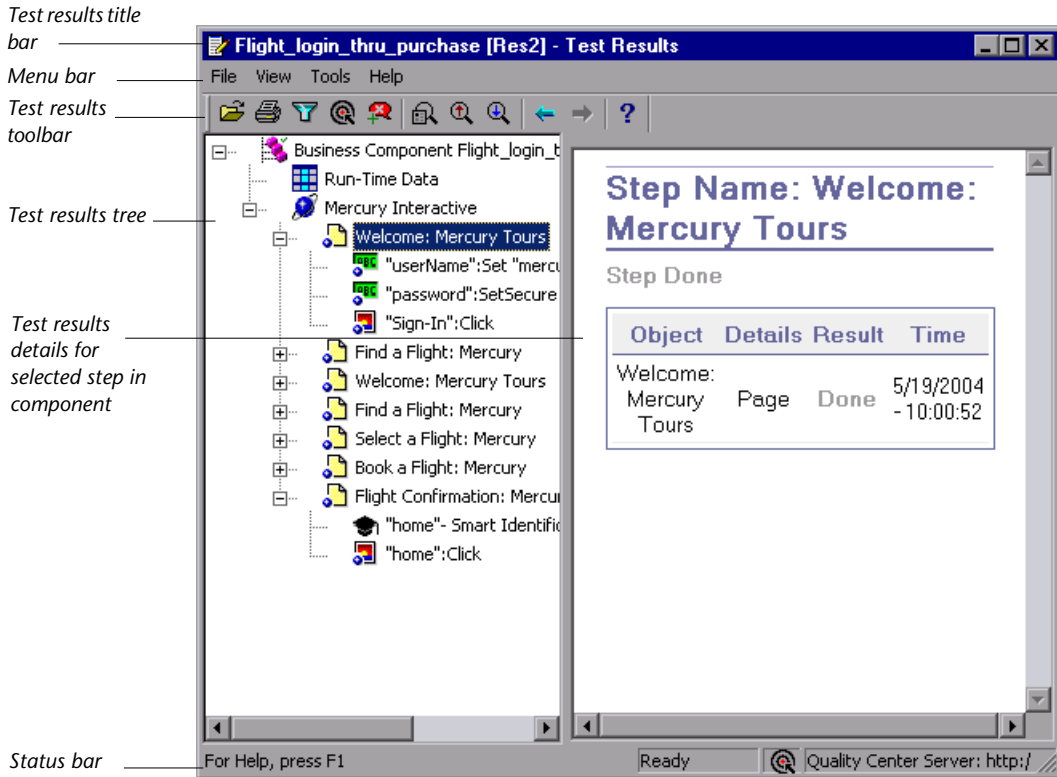 Test results title
bar
Menu bar
Test results
toolbar
Test results tree
Test results
details for
selected step in
component
Status bar
Flight_login_thru_purchase [Res2] - Test Results
File View Tools Help
Business Component Flight_login_t
Run-Time Data
Mercury Interactive
Welcome: Mercury Tours
ABC "userName":Set "mercu
ABC "password":SetSecure
"Sign-In":Click
Find a Flight: Mercury
Welcome: Mercury Tours
Find a Flight: Mercury
Select a Flight: Mercury
Book a Flight: Mercury
Flight Confirmation: Mercur
"home"- Smart Identific
"home":Click
Step Name: Welcome:
Mercury Tours
Step Done
Object Details Result Time
Welcome:
Mercury
Tours
Page
Done
5/19/2004
- 10:00:52
For Help, press F1
Ready
Quality Center Server: http:/